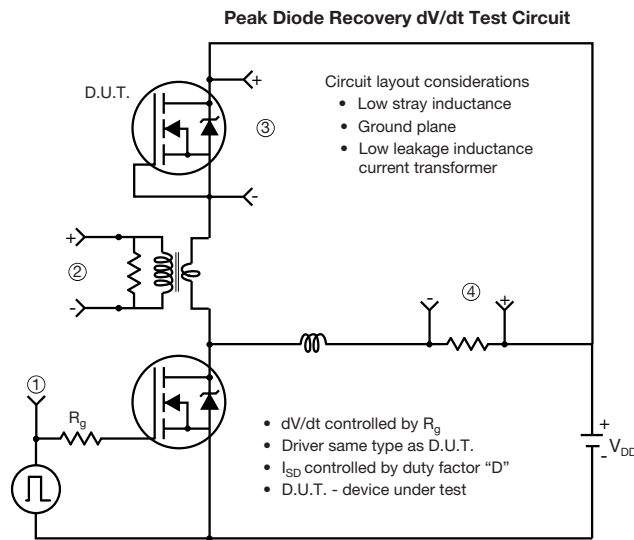 Peak Diode Recovery dV/dt Test Circuit
D.U.T.
+
③
-
Circuit layout considerations
• Low stray inductance
• Ground plane
• Low leakage inductance
current transformer
+
②
-
-
④
+
①
Rg
• dV/dt controlled by Rg
• Driver same type as D.U.T.
• ISD controlled by duty factor “D”
• D.U.T. - device under test
+
-
VDD